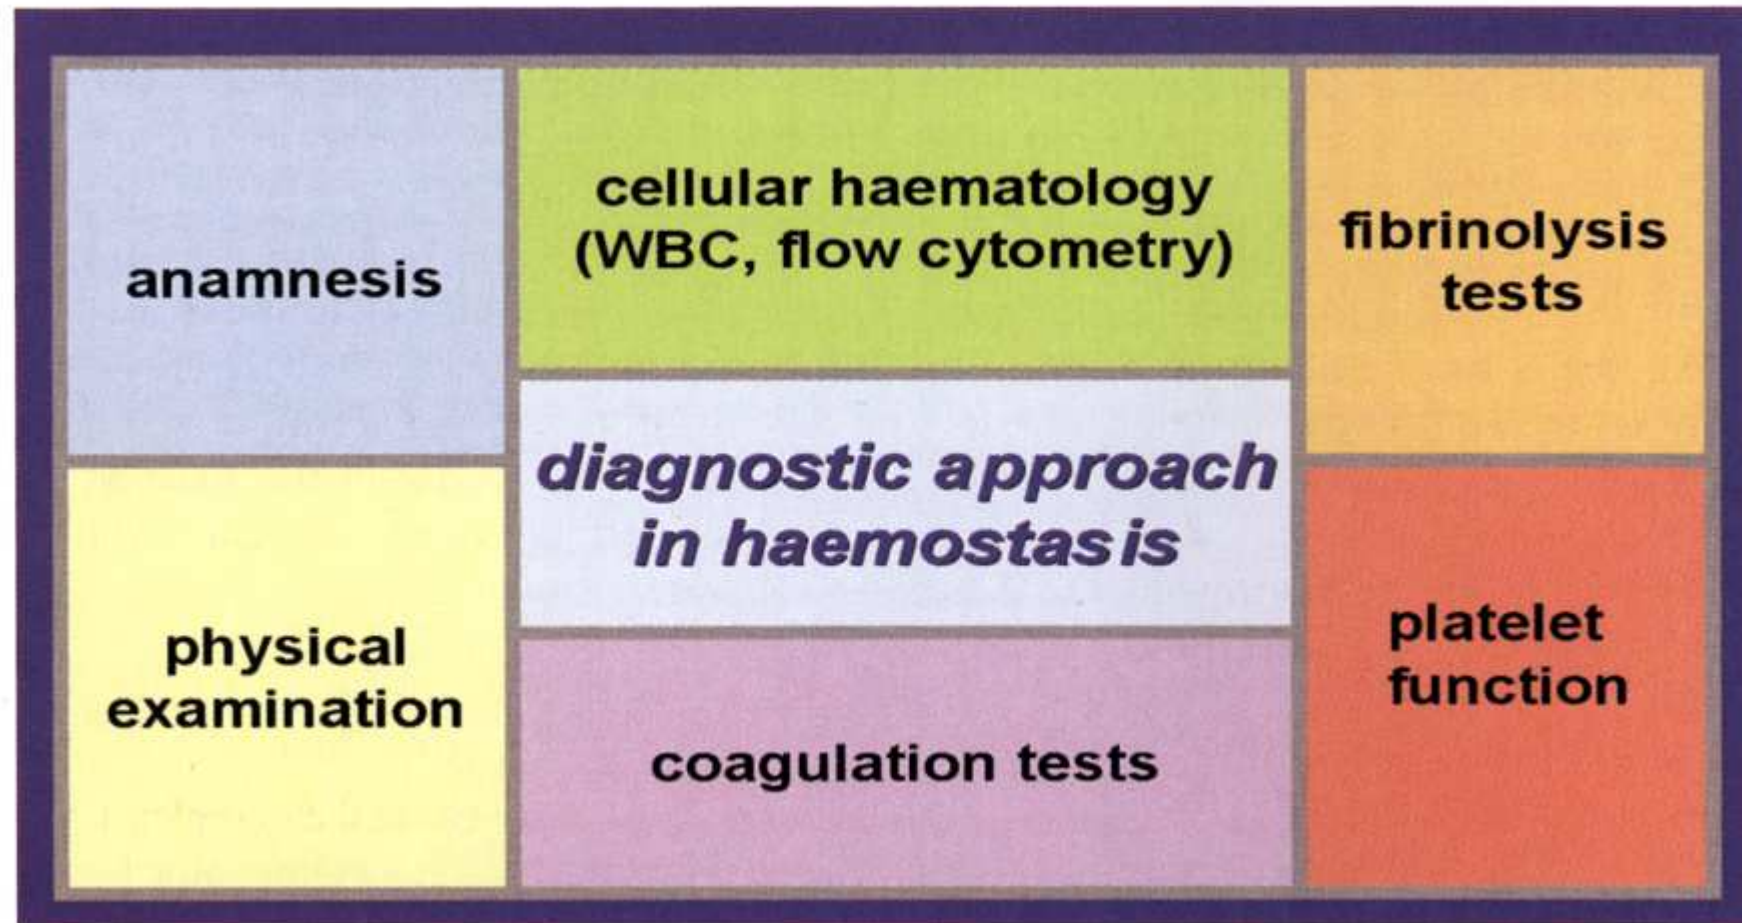 anamnesis
cellular haematology
(WBC, flow cytometry)
fibrinolysis
tests
diagnostic approach
in haemostasis
physical
examination
coagulation tests
platelet
function